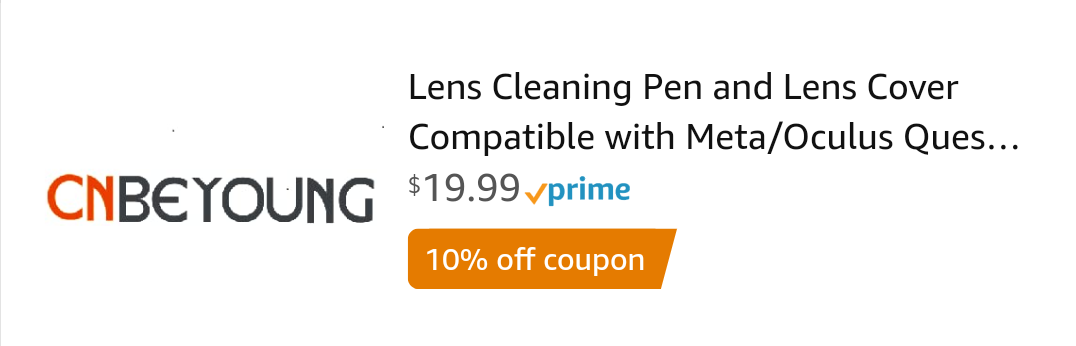 CNBEYOUNG
Lens Cleaning Pen and Lens Cover
Compatible with Meta/Oculus Ques...
$19.99 prime
10% off coupon